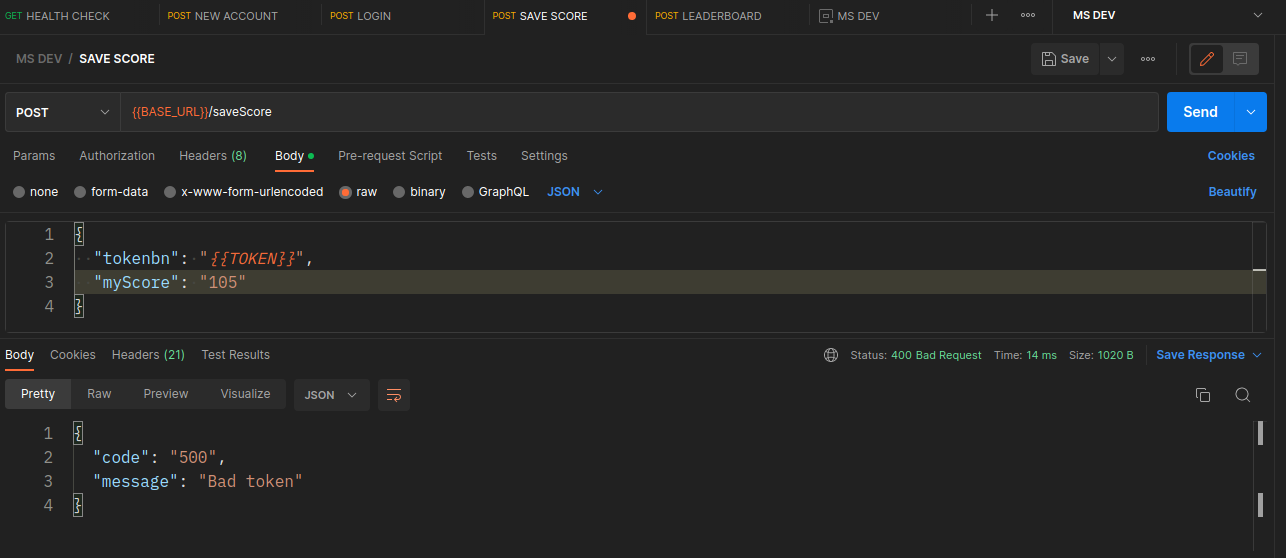 GET HEALTH CHECK POST NEW ACCOUNT POST LOGIN POST SAVE SCORE POST LEADERBOARD MS DEV MS DEV
MS DEV / SAVE SCORE Save
POST {{BASE_URL}}/saveScore Send
Params Authorization Headers (8) Body Pre-request Script Tests Settings Cookies
none form-data x-www-form-urlencoded raw binary GraphQL JSON Beautify
1 {
2 "tokenbn": "{{TOKEN}}",
3 "myScore": "105"
4 }
Body Cookies Headers (21) Test Results Status: 400 Bad Request Time: 14 ms Size: 1020 B Save Response
Pretty Raw Preview Visualize JSON
1 {
2 "code": "500",
3 "message": "Bad token"
4 }